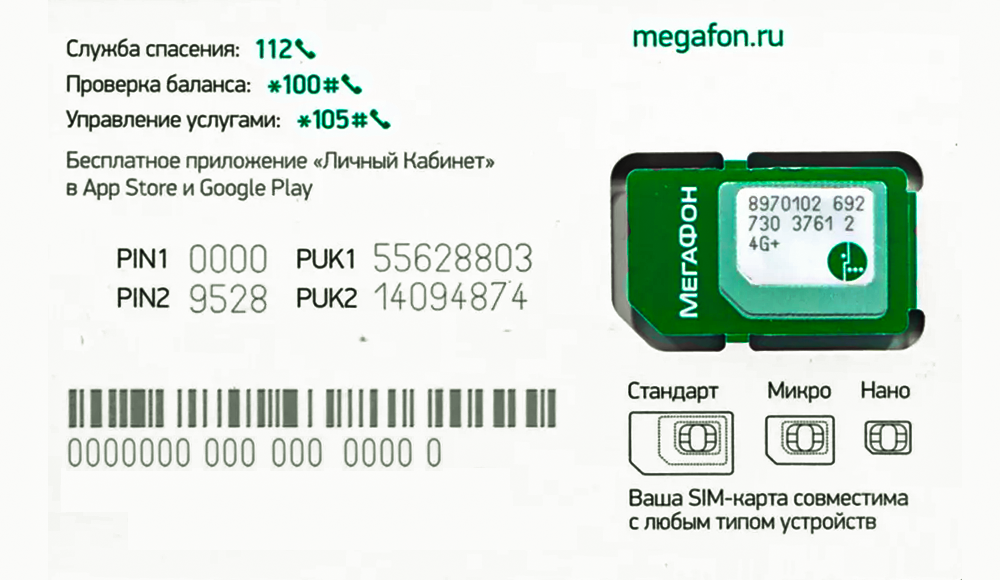 Служба спасения: 112
Проверка баланса: *100#
Управление услугами: *105#
Бесплатное приложение «Личный Кабинет»
в App Store и Google Play
PIN1 0000 PUK1 55628803
PIN2 9528 PUK2 14094874
0000000 000 000 0000 0
megafon.ru
МЕГАФОН
8970102 692
730 3761 2
4G+
Стандарт Микро Нано
Ваша SIM-карта совместима
с любым типом устройств